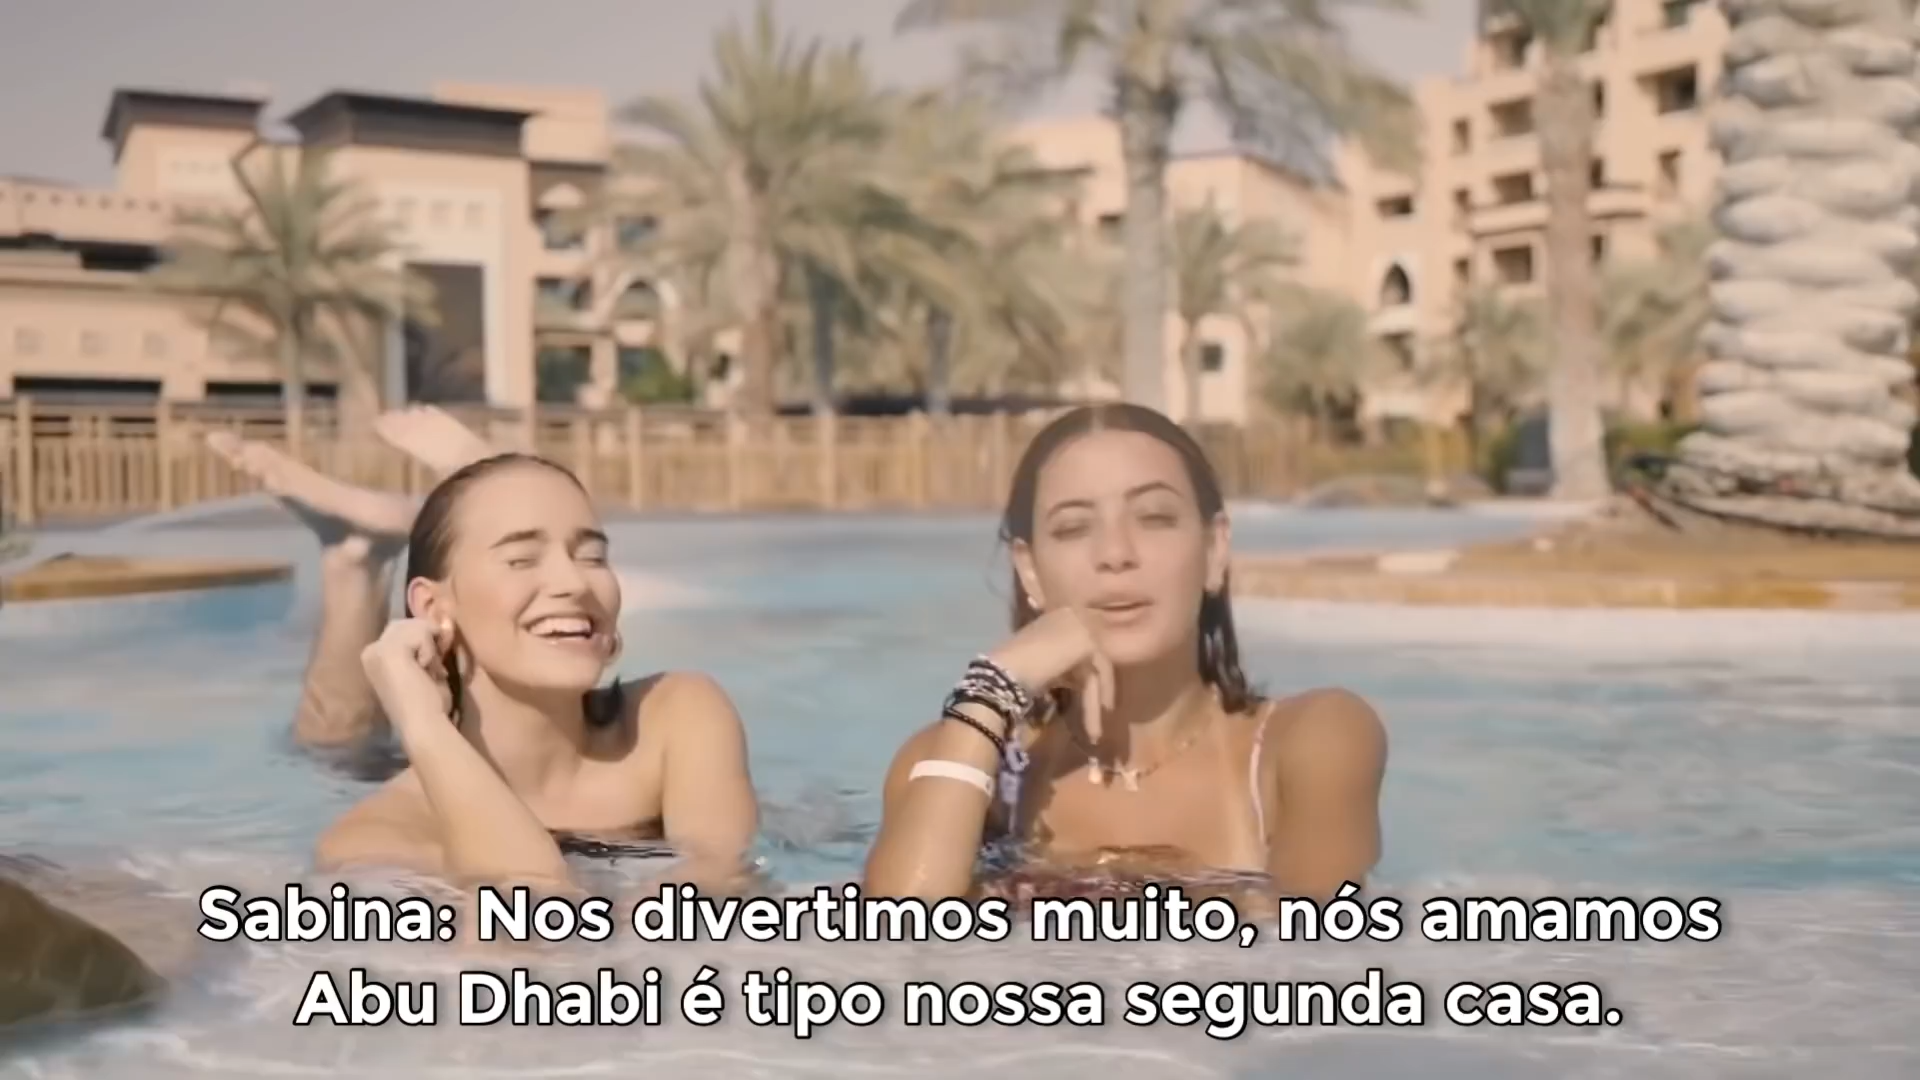 Sabina: Nos divertimos muito, nós amamos
Abu Dhabi é tipo nossa segunda casa.